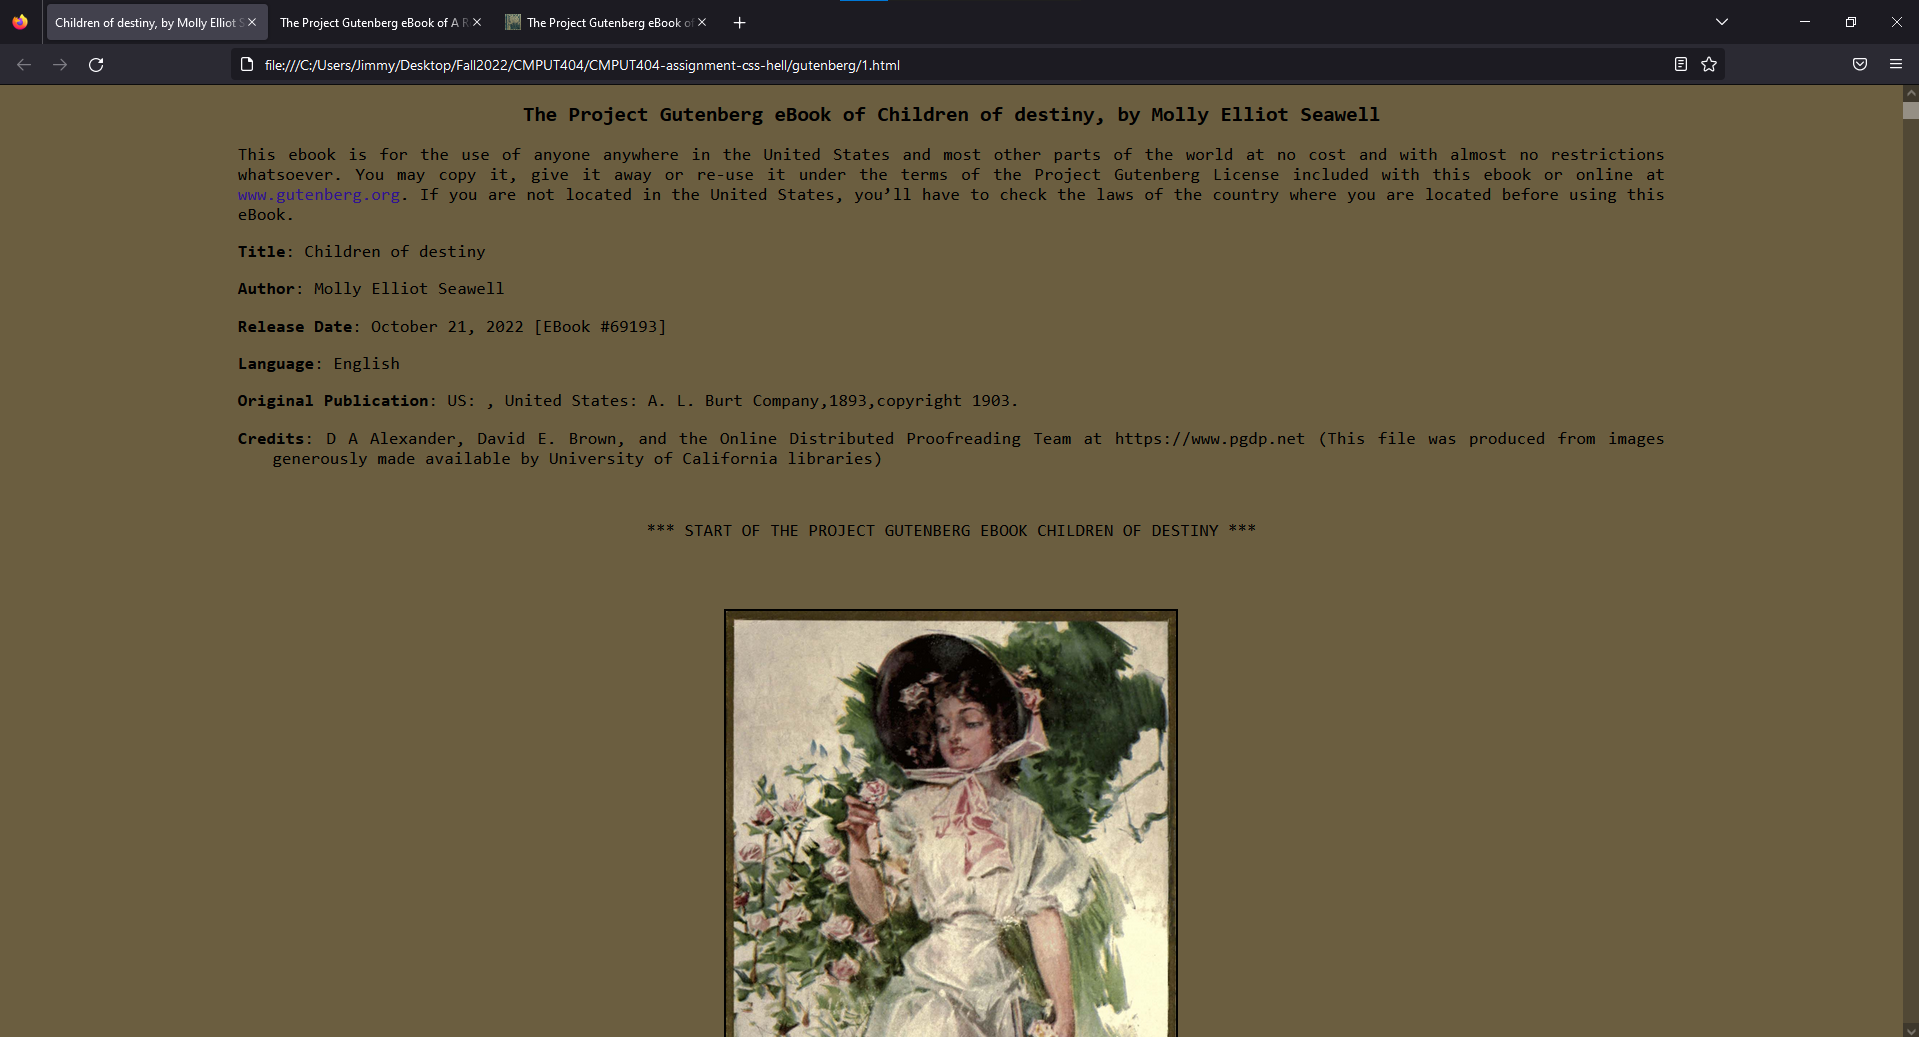 Children of destiny, by Molly Elliot S
The Project Gutenberg eBook of A R
The Project Gutenberg eBook of
file:///C:/Users/Jimmy/Desktop/Fall2022/CMPUT404/CMPUT404-assignment-css-hell/gutenberg/1.html
The Project Gutenberg eBook of Children of destiny, by Molly Elliot Seawell
This ebook is for the use of anyone anywhere in the United States and most other parts of the world at no cost and with almost no restrictions
whatsoever. You may copy it, give it away or re-use it under the terms of the Project Gutenberg License included with this ebook or online at
www.gutenberg.org. If you are not located in the United States, you’ll have to check the laws of the country where you are located before using this
eBook.
Title: Children of destiny
Author: Molly Elliot Seawell
Release Date: October 21, 2022 [EBook #69193]
Language: English
Original Publication: US: , United States: A. L. Burt Company,1893,copyright 1903.
Credits: D A Alexander, David E. Brown, and the Online Distributed Proofreading Team at https://www.pgdp.net (This file was produced from images
generously made available by University of California libraries)
*** START OF THE PROJECT GUTENBERG EBOOK CHILDREN OF DESTINY ***